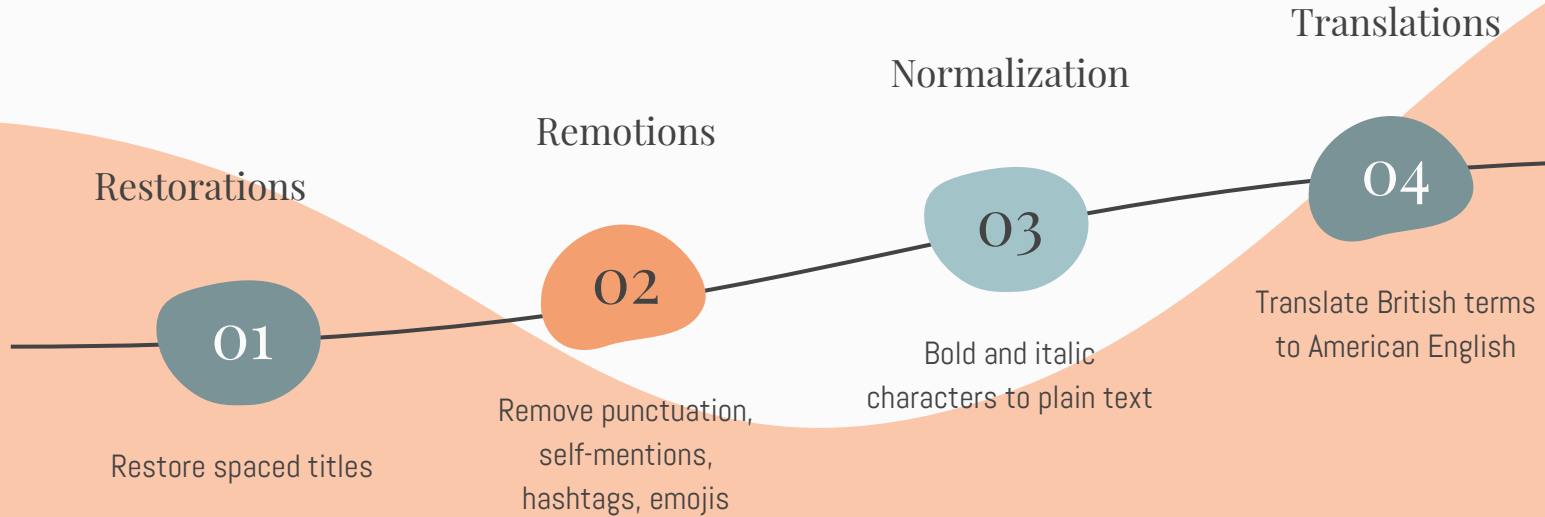 Restorations
01
Restore spaced titles
Remotions
02
Remove punctuation,
self-mentions,
hashtags, emojis
Normalization
03
Bold and italic
characters to plain text
Translations
04
Translate British terms
to American English